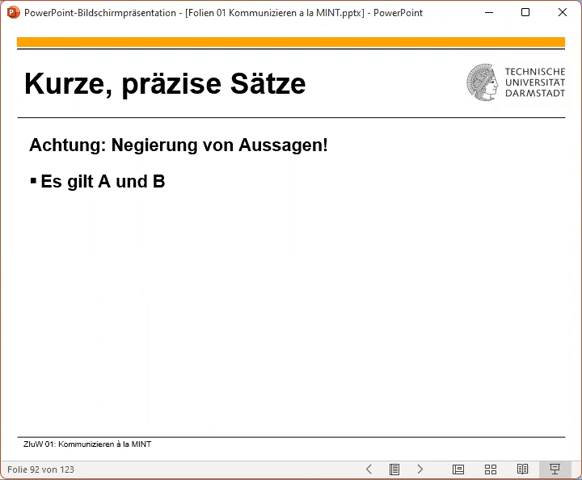 PowerPoint-Bildschirmpräsentation - [Folien 01 Kommunizieren a la MINT.pptx] - PowerPoint
Kurze, präzise Sätze
TECHNISCHE
UNIVERSITÄT
DARMSTADT
Achtung: Negierung von Aussagen!
▪ Es gilt A und B
ZIuW 01: Kommunizieren à la MINT
Folie 92 von 123